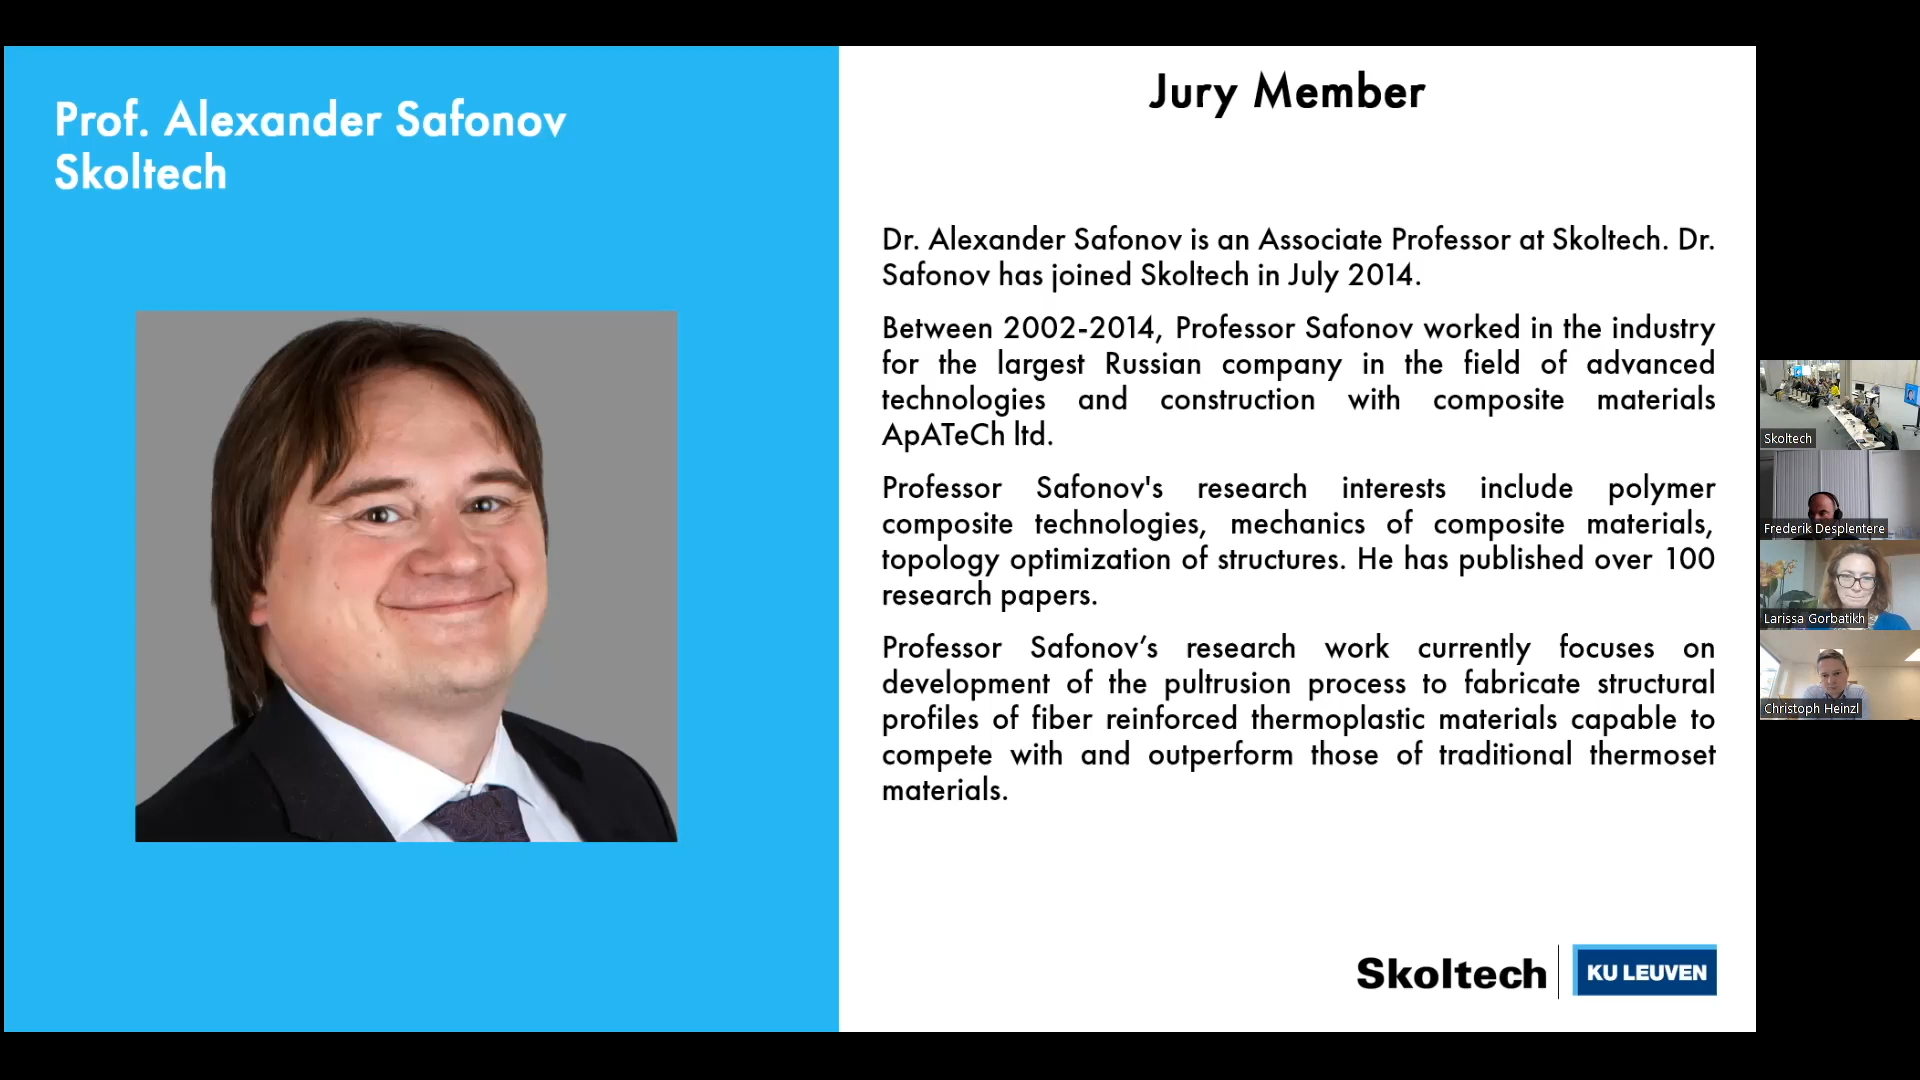 Prof. Alexander Safonov
Skoltech
Jury Member
Dr. Alexander Safonov is an Associate Professor at Skoltech. Dr.
Safonov has joined Skoltech in July 2014.
Between 2002-2014, Professor Safonov worked in the industry
for the largest Russian company in the field of advanced
technologies and construction with composite materials
ApATeCh ltd.
Professor Safonov's research interests include polymer
composite technologies, mechanics of composite materials,
topology optimization of structures. He has published over 100
research papers.
Professor Safonov’s research work currently focuses on
development of the pultrusion process to fabricate structural
profiles of fiber reinforced thermoplastic materials capable to
compete with and outperform those of traditional thermoset
materials.
Skoltech
KU LEUVEN
Skoltech
Frederik Desplentere
Larissa Gorbatikh
Christoph Heinzl